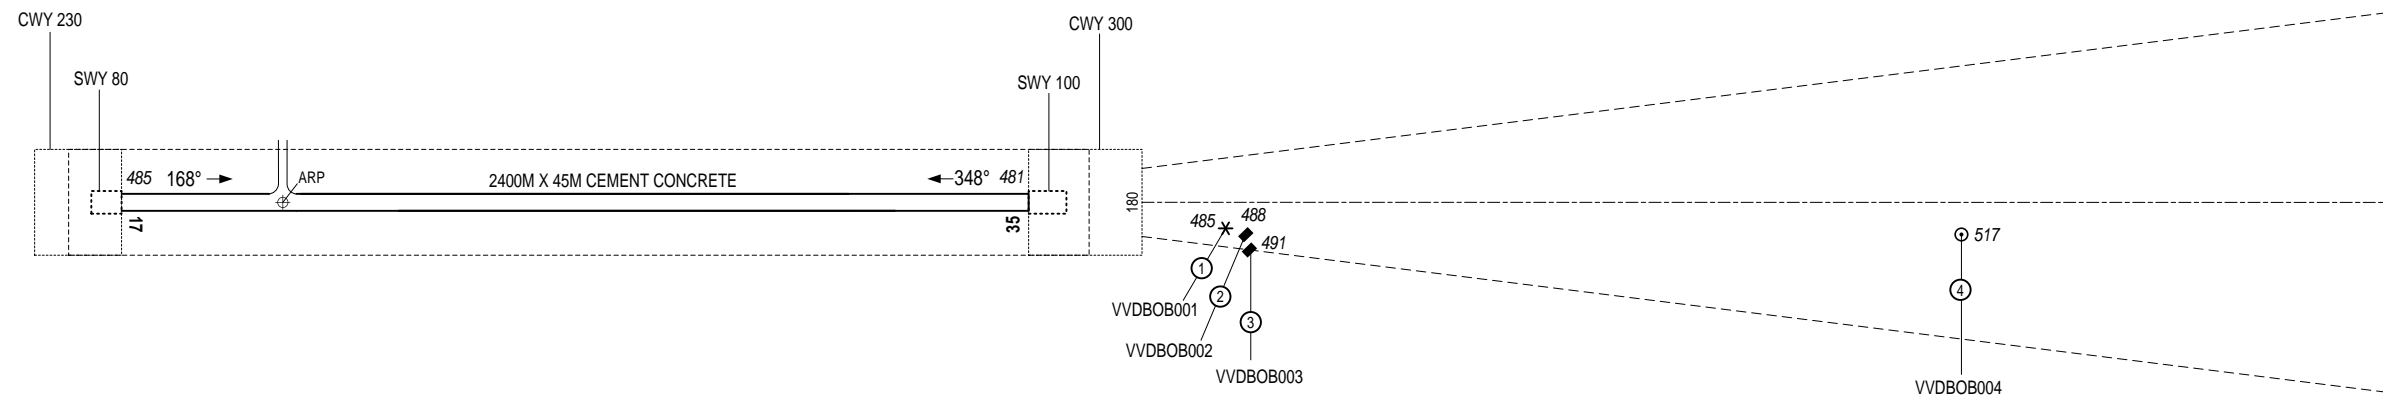 CWY 230
CWY 300
SWY 80
SWY 100
485 168°
ARP
2400M X 45M CEMENT CONCRETE
348° 481
17
35
180
485
488
491
517
1
2
3
4
VVDBOB001
VVDBOB002
VVDBOB003
VVDBOB004